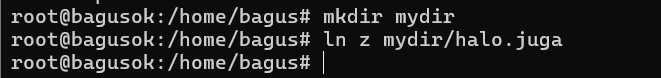 root@bagusok:/home/bagus# mkdir mydir
root@bagusok:/home/bagus# ln z mydir/halo.juga
root@bagusok:/home/bagus#